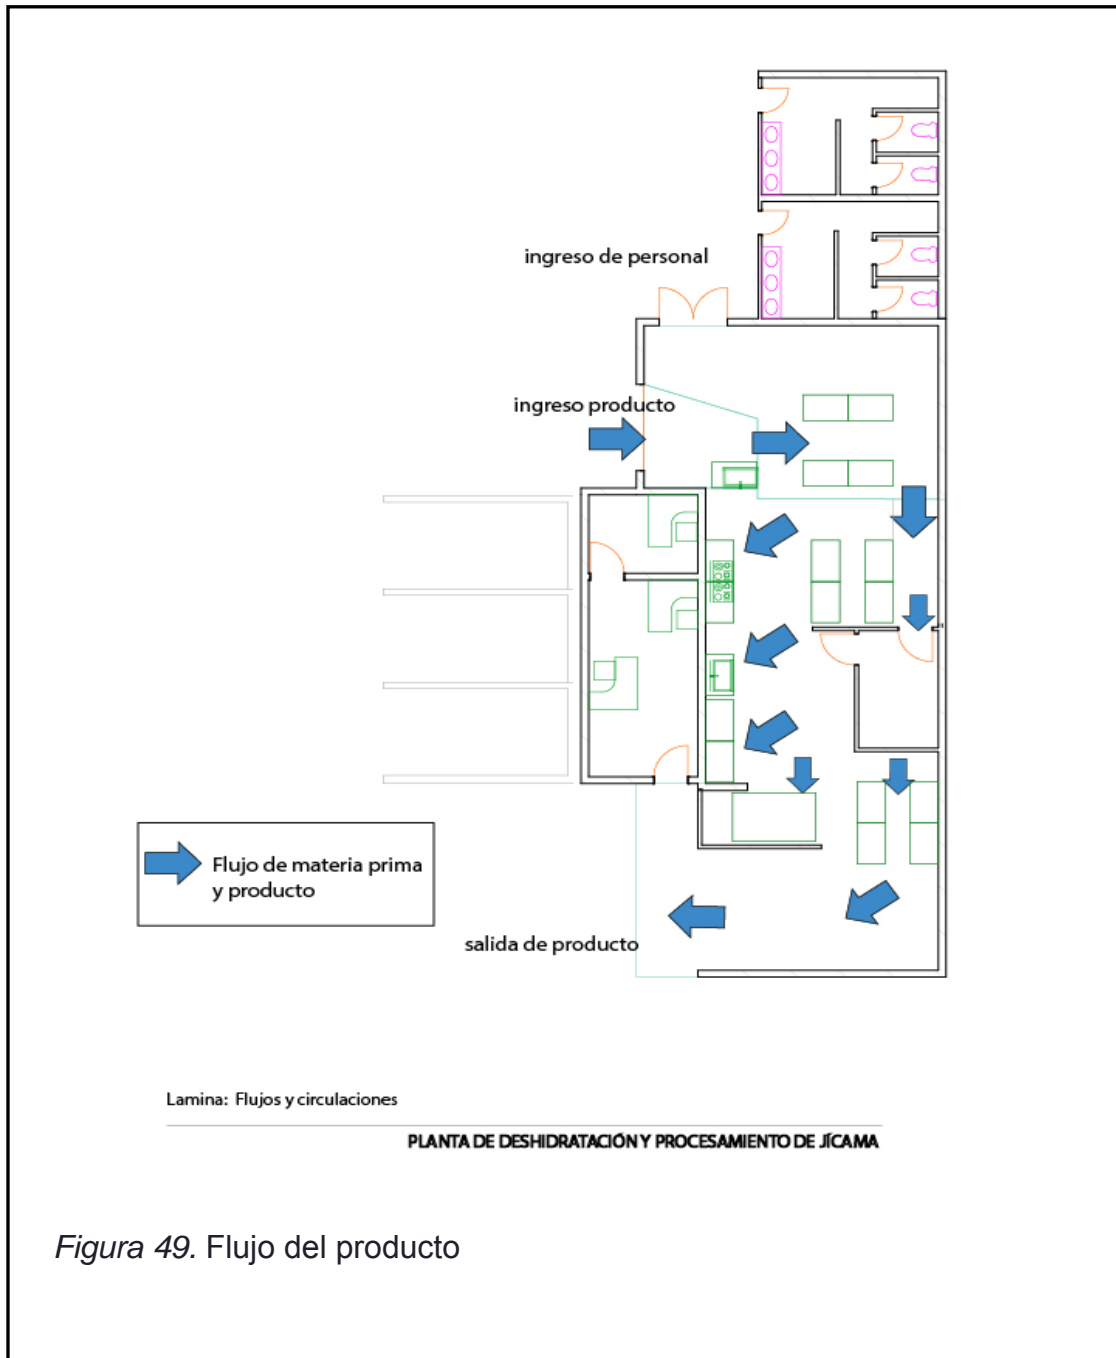 ingreso de personal
ingreso producto
Flujo de materia prima
y producto
salida de producto
Lamina: Flujos y circulaciones
PLANTA DE DESHIDRATACIÓN Y PROCESAMIENTO DE JÍCAMA
Figura 49. Flujo del producto